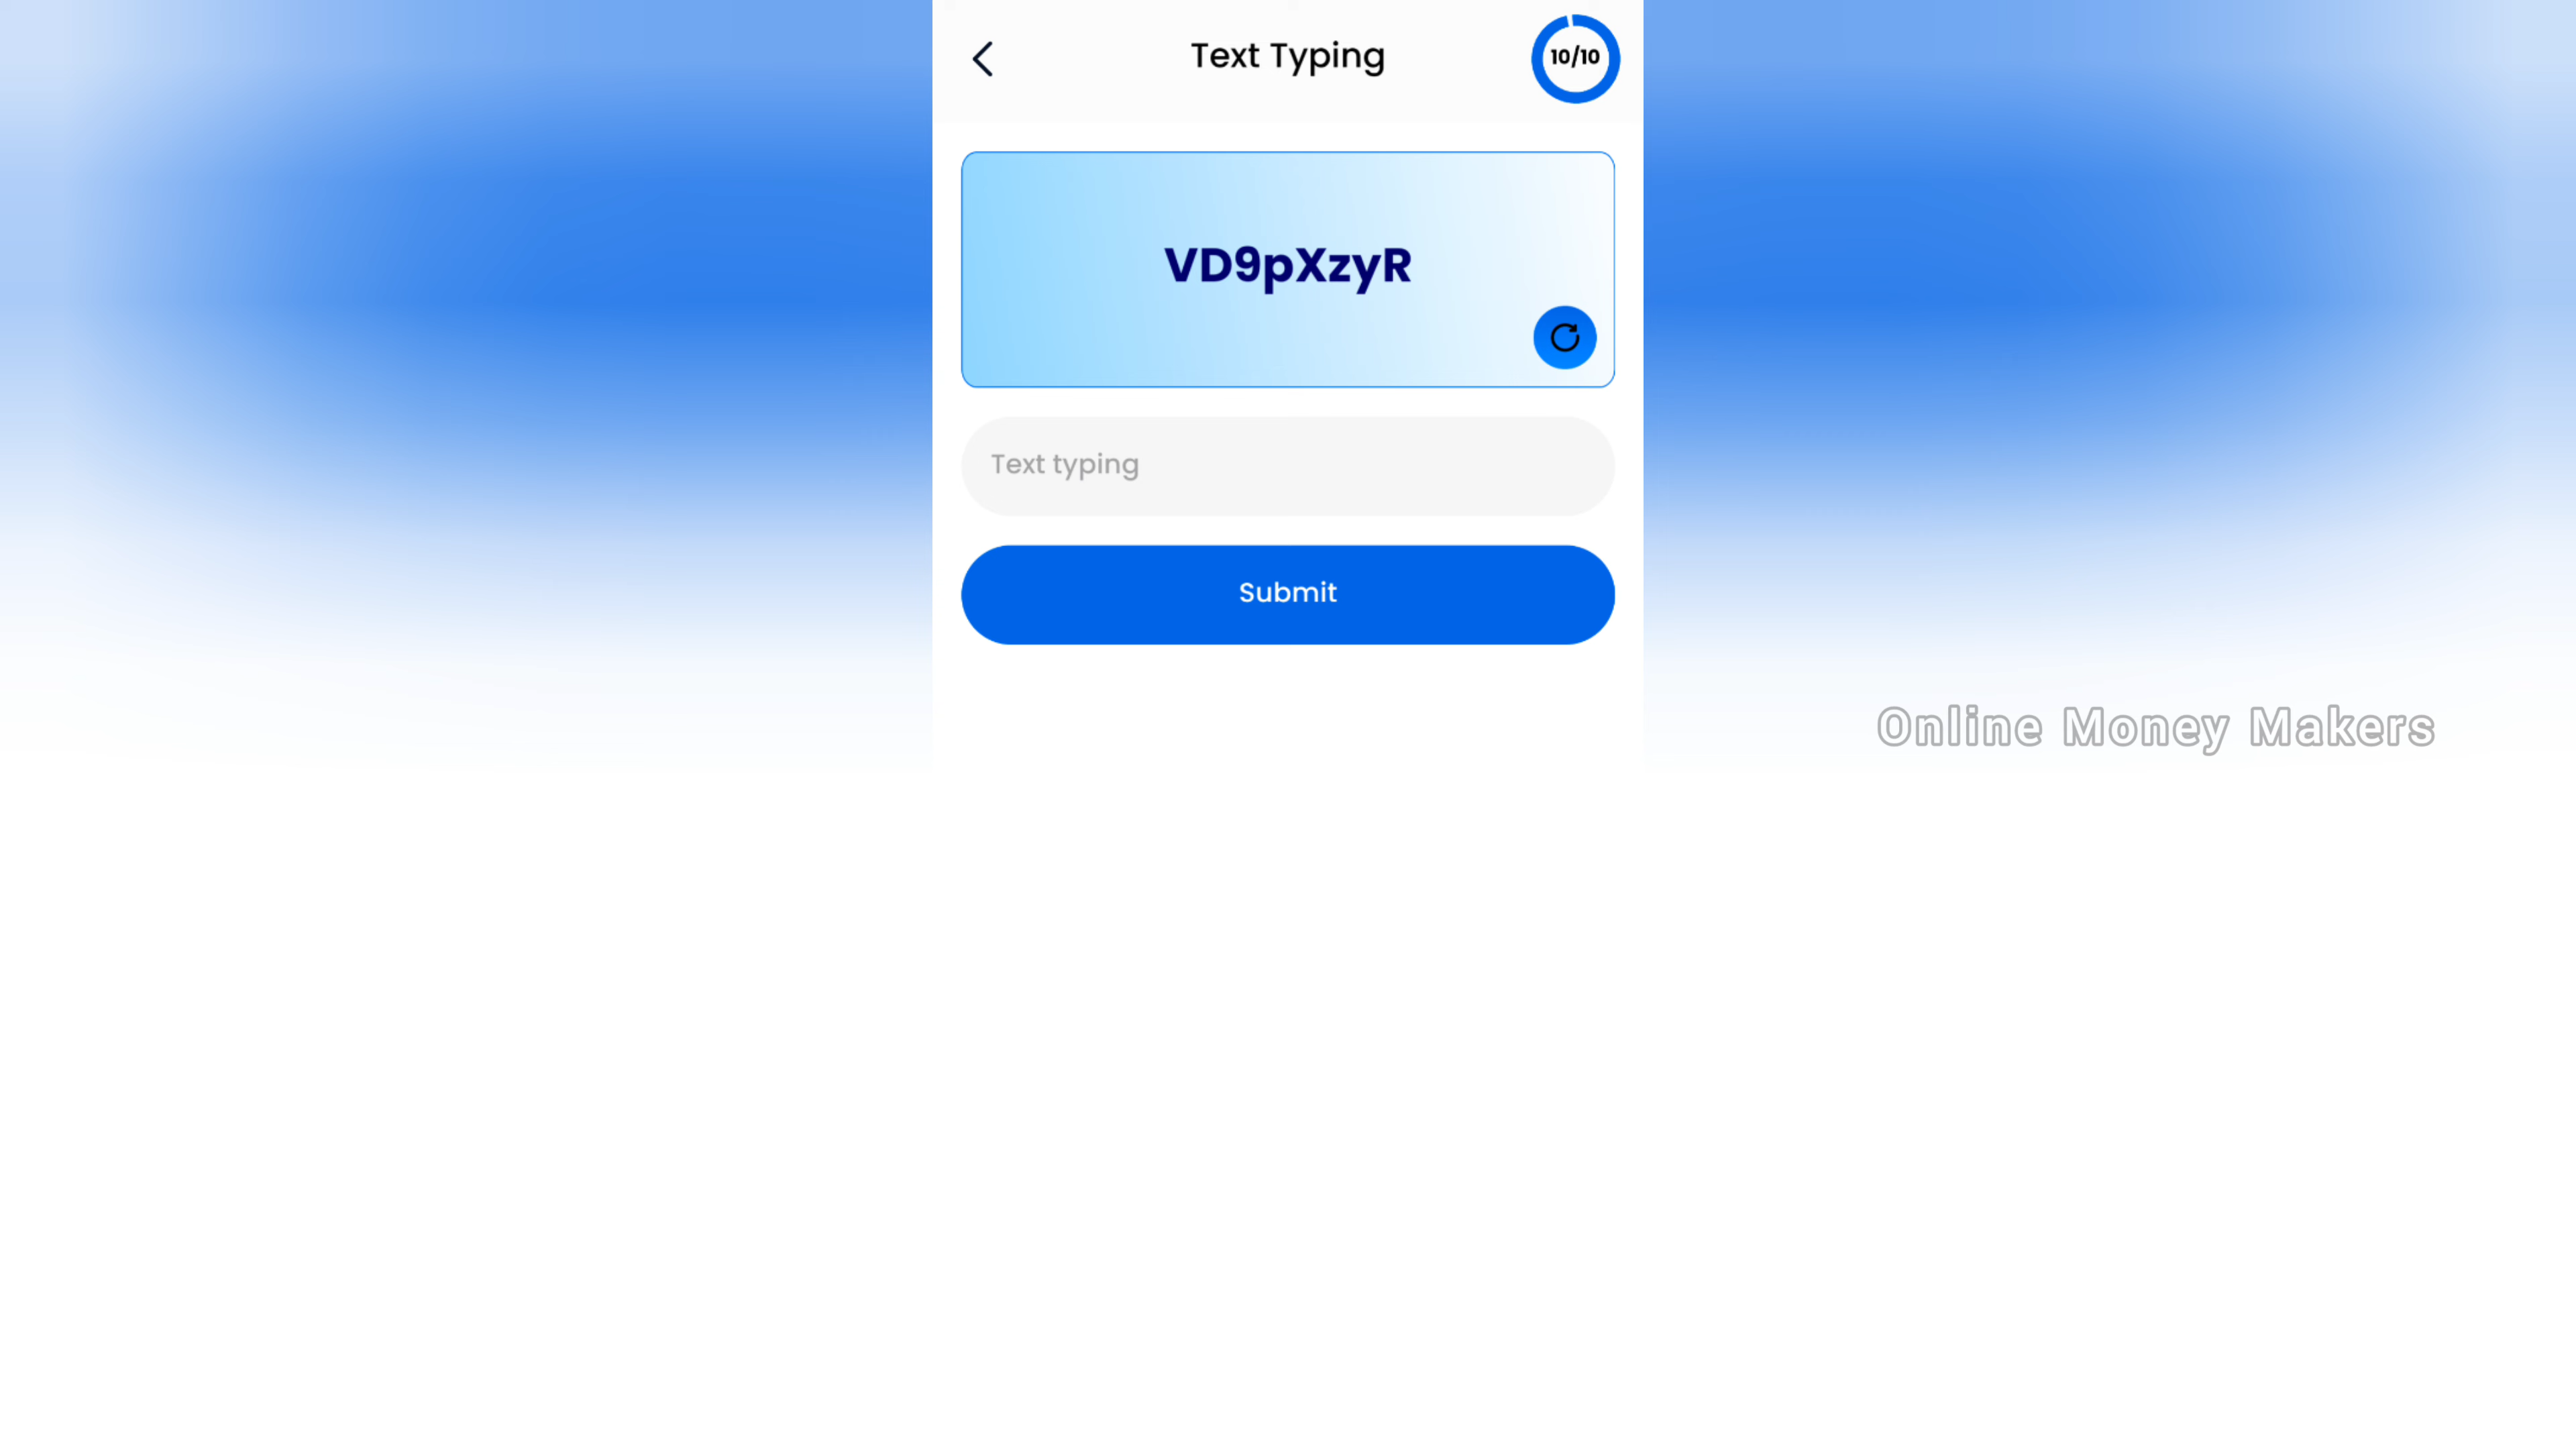 Text Typing
10/10
VD9pXzyR
Text typing
Submit
Online Money Makers